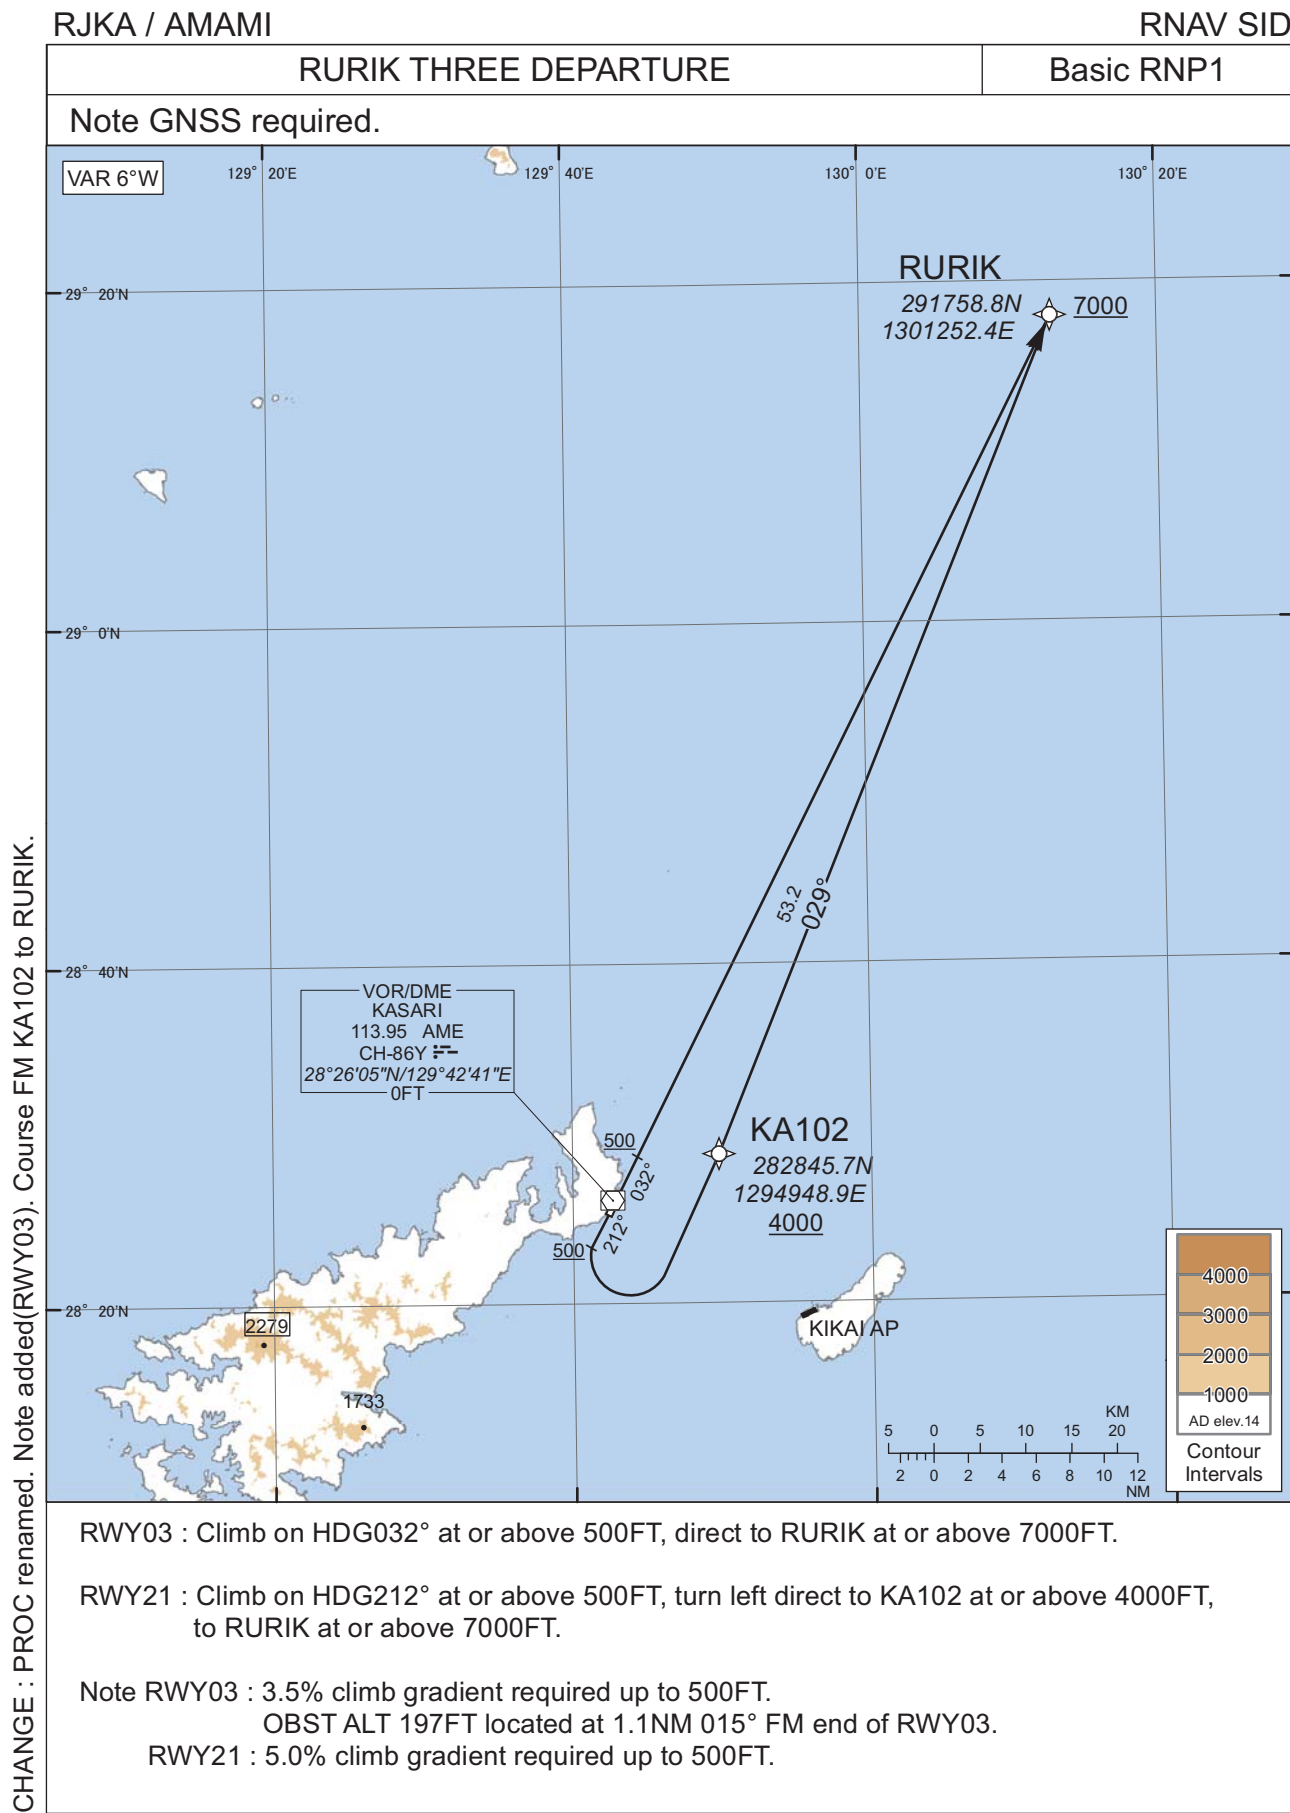 RJKA / AMAMI
RNAV SID
RURIK THREE DEPARTURE
Basic RNP1
Note GNSS required.
VAR 6°W
129° 20'E
129° 40'E
130° 0'E
130° 20'E
RURIK
29° 20'N
291758.8N
7000
1301252.4E
29° 0'N
53.2
029°
28° 40'N
VOR/DME
KASARI
113.95 AME
CH-86Y
28°26'05"N/129°42'41"E
0FT
500
032°
KA102
282845.7N
1294948.9E
4000
212°
500
28° 20'N
2279
KIKAI AP
1733
4000
3000
2000
1000
AD elev.14
Contour
Intervals
KM
5 0 5 10 15 20
2 0 2 4 6 8 10 12
NM
RWY03 : Climb on HDG032° at or above 500FT, direct to RURIK at or above 7000FT.
RWY21 : Climb on HDG212° at or above 500FT, turn left direct to KA102 at or above 4000FT,
to RURIK at or above 7000FT.
Note RWY03 : 3.5% climb gradient required up to 500FT.
OBST ALT 197FT located at 1.1NM 015° FM end of RWY03.
RWY21 : 5.0% climb gradient required up to 500FT.
CHANGE : PROC renamed. Note added(RWY03). Course FM KA102 to RURIK.